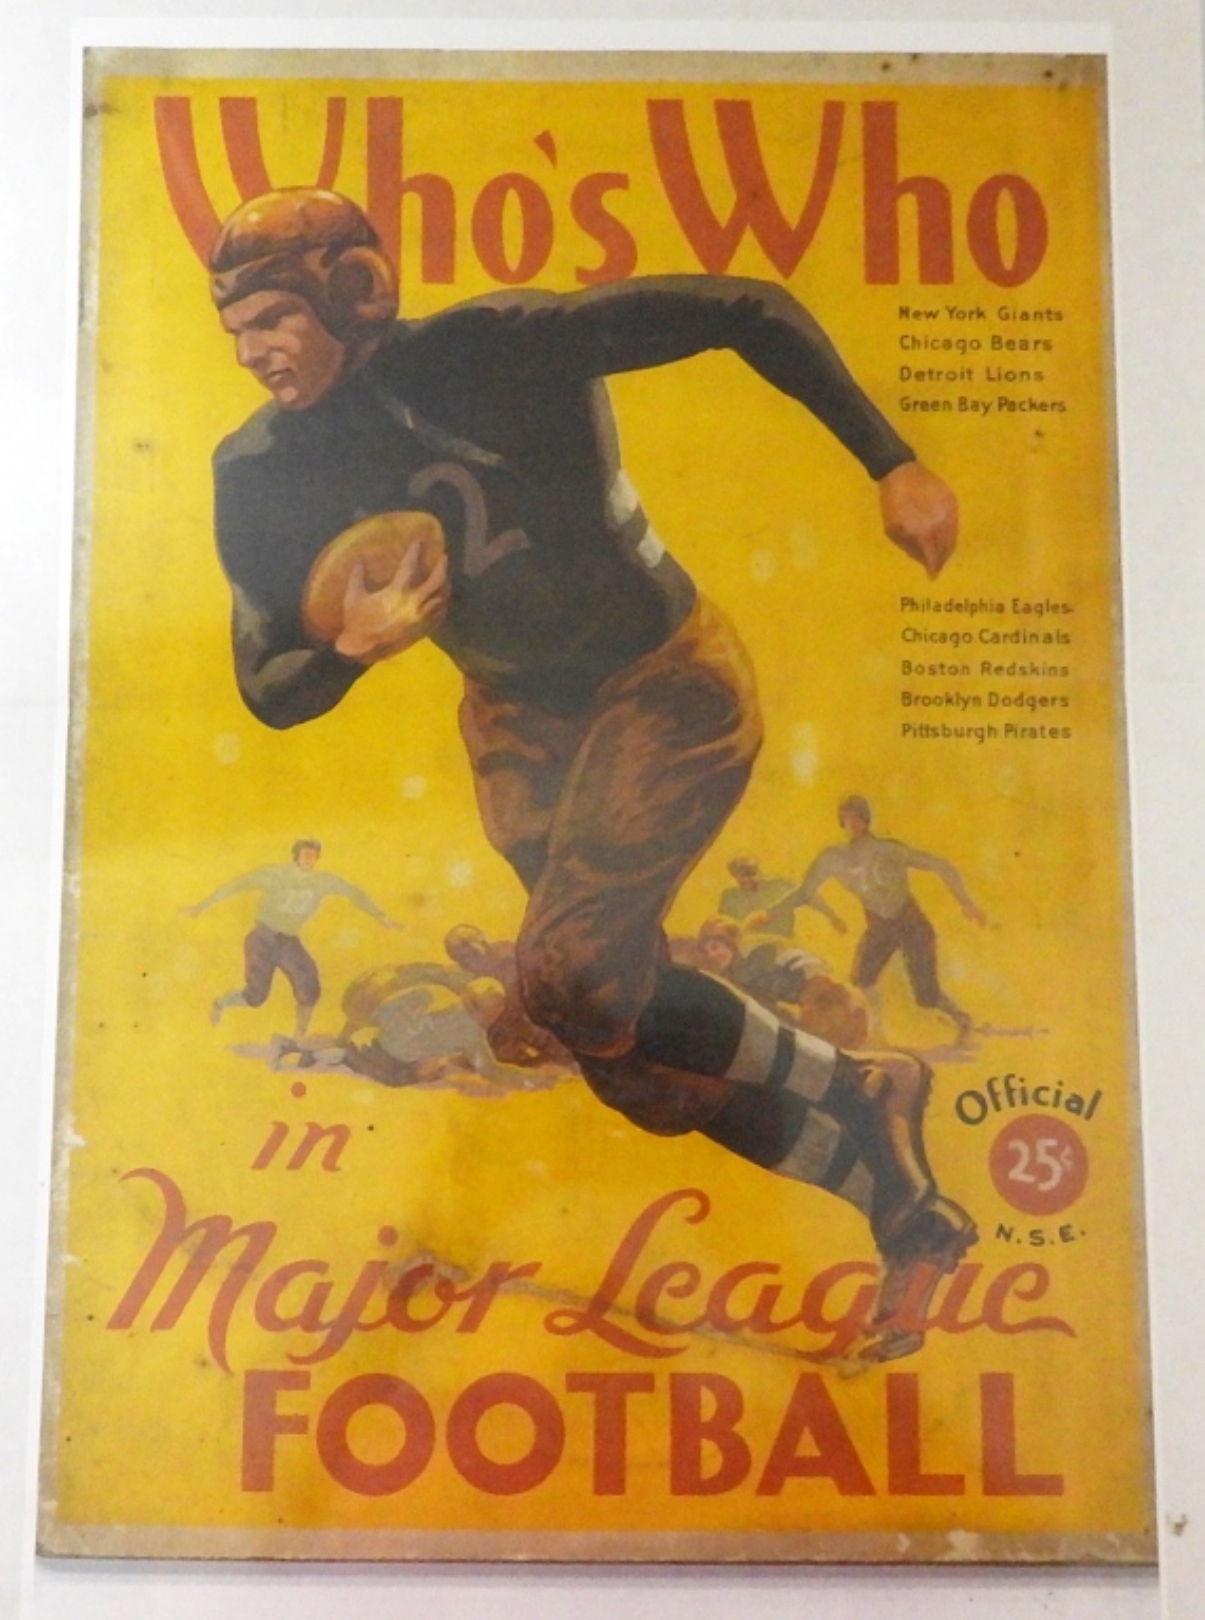 Who's Who
New York Giants
Chicago Bears
Detroit Lions
Green Bay Packers
2
Philadelphia Eagles
Chicago Cardinals
Boston Redskins
Brooklyn Dodgers
Pittsburgh Pirates
in
Official
25¢
N.S.E.
Major League
FOOTBALL